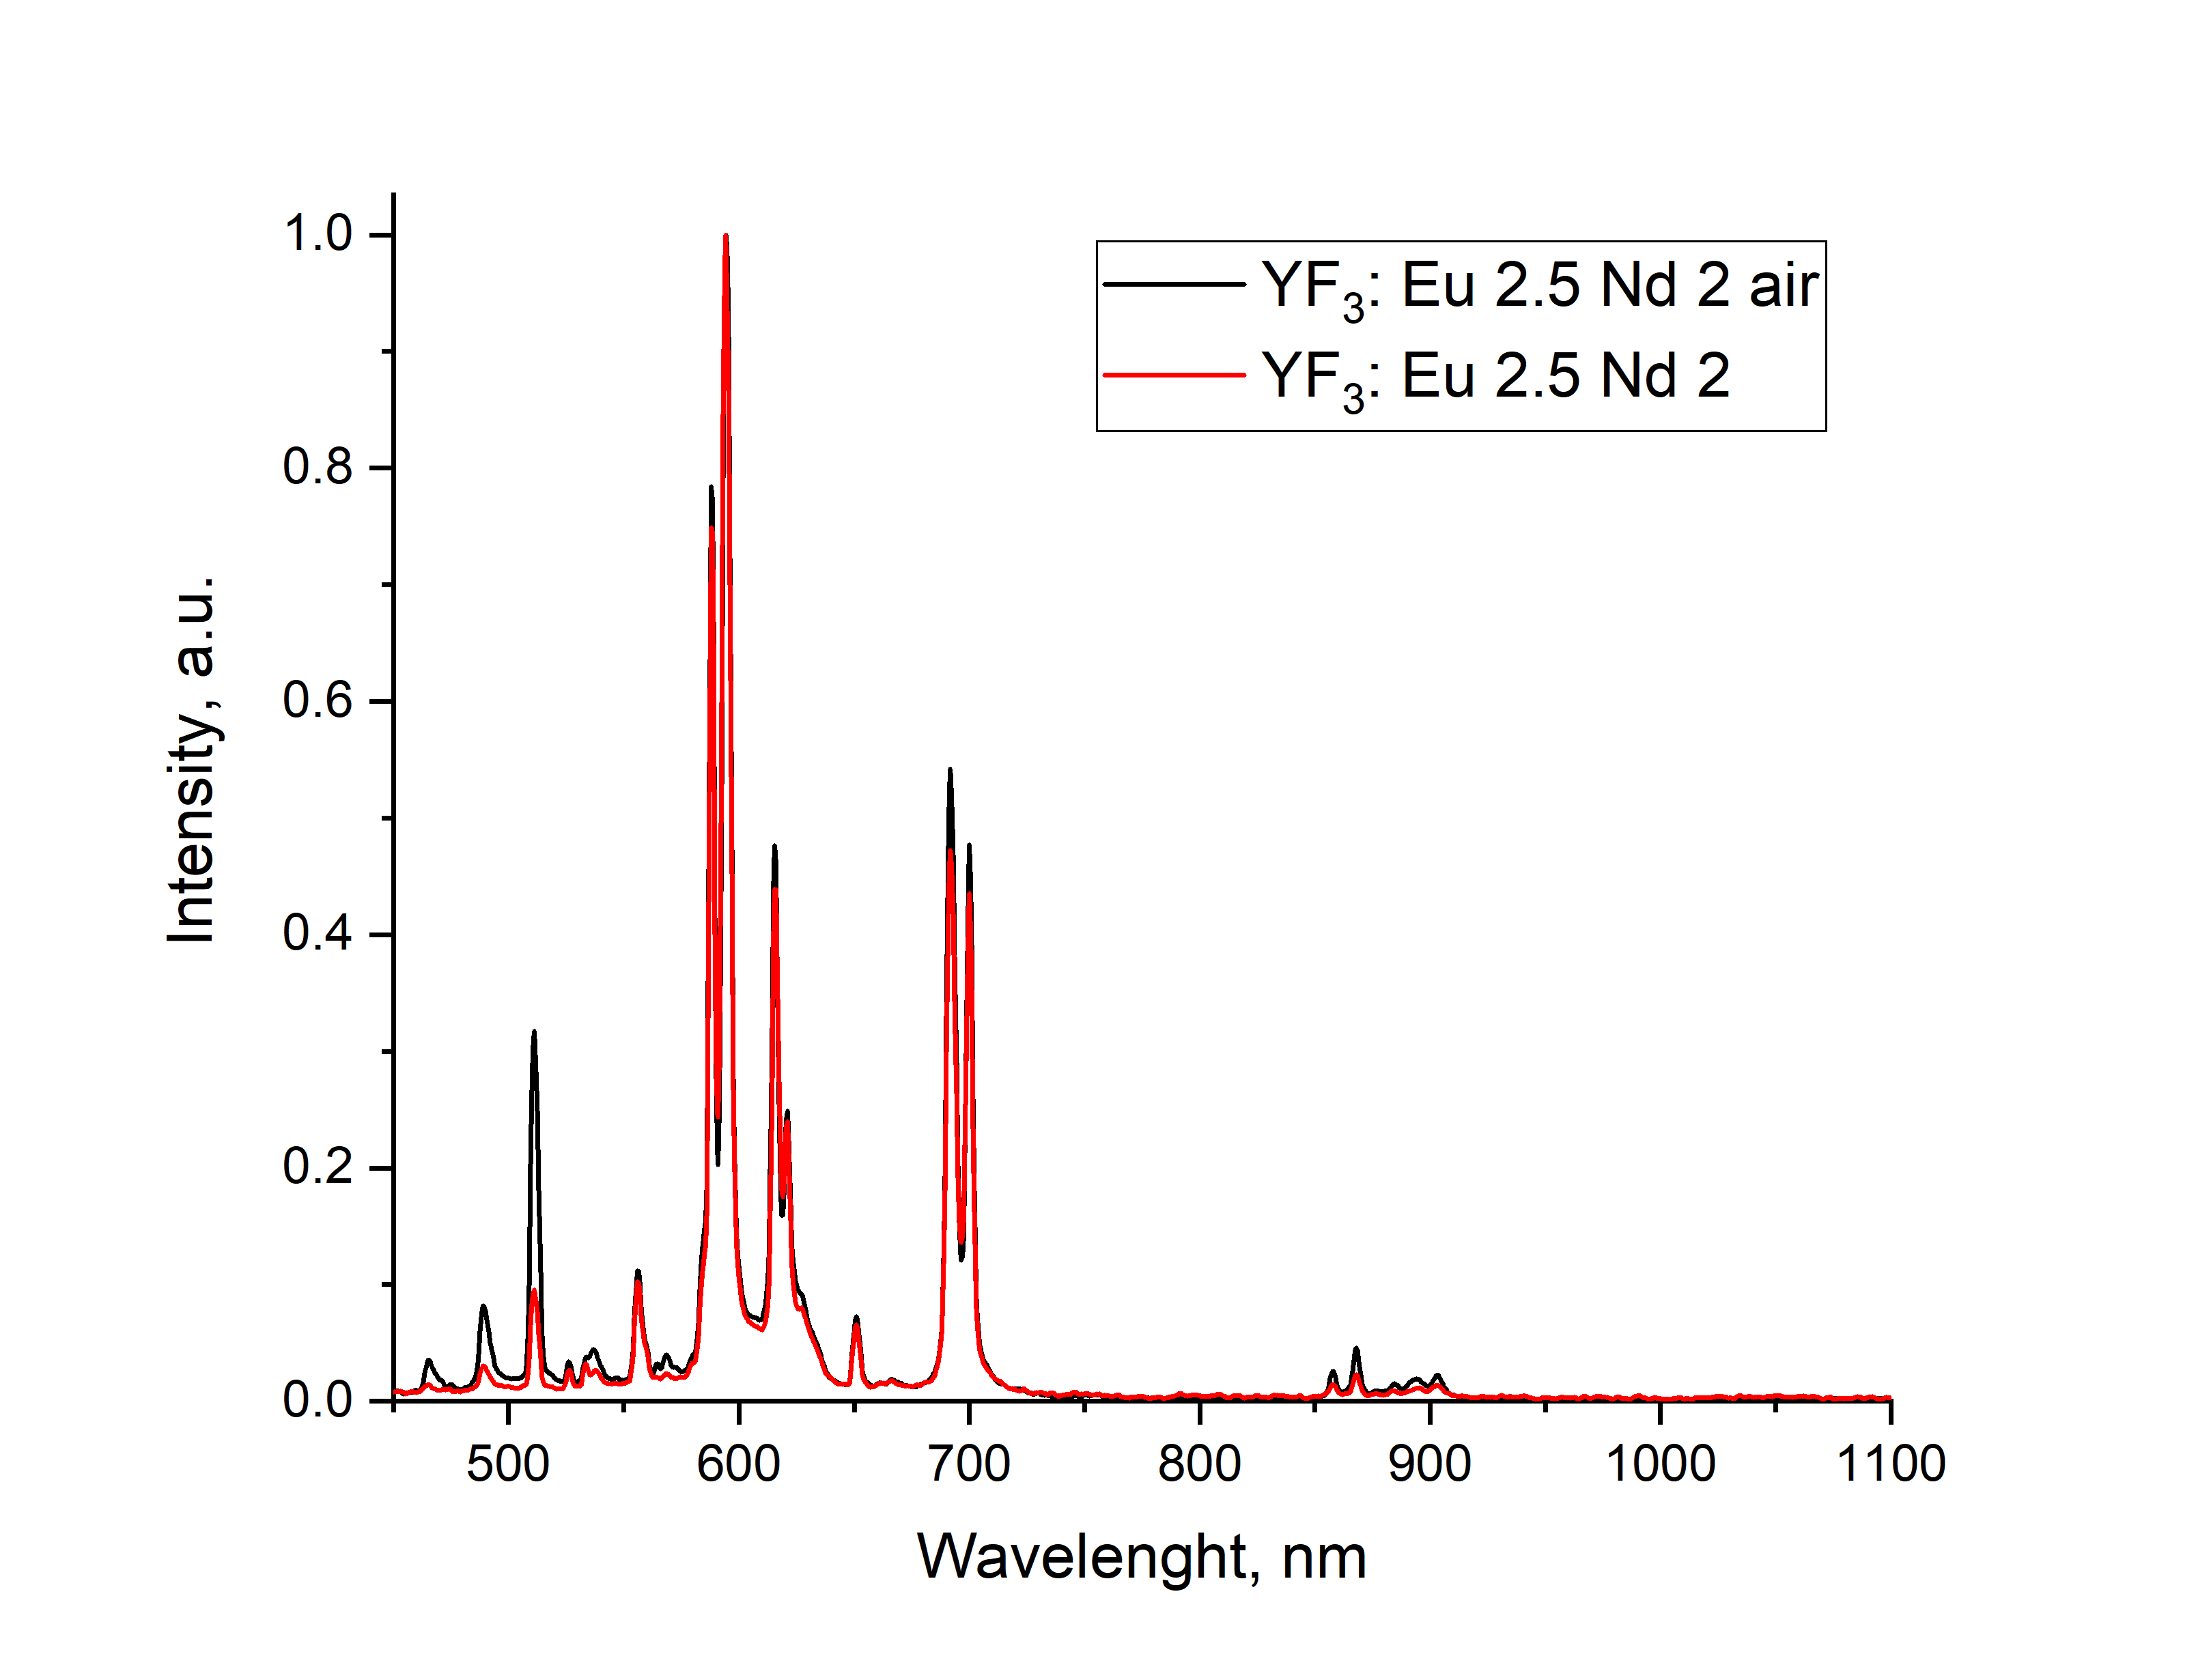 YF₃: Eu 2.5 Nd 2 air
YF₃: Eu 2.5 Nd 2
Intensity, a.u.
1.0
0.8
0.6
0.4
0.2
0.0
500 600 700 800 900 1000 1100
Wavelenght, nm